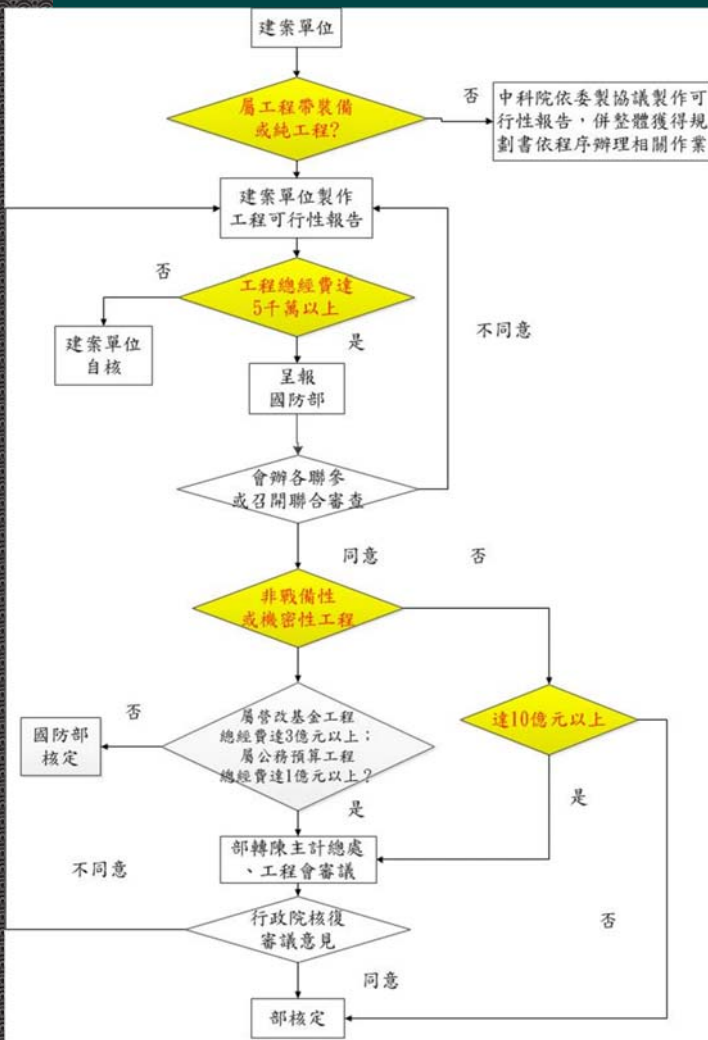 建案單位
屬工程帶裝備
或純工程?
否
中科院依委製協議製作可
行性報告，併整體獲得規
劃書依程序辦理相關作業
建案單位製作
工程可行性報告
否
工程總經費達
5千萬以上
建案單位
自核
是
不同意
呈報
國防部
會辦各聯參
或召開聯合審查
同意
否
非戰備性
或機密性工程
達10億元以上
否
國防部
核定
屬營改基金工程
總經費達3億元以上；
屬公務預算工程
總經費達1億元以上？
是
是
部轉陳主計總處
、工程會審議
不同意
行政院核復
審議意見
否
同意
部核定